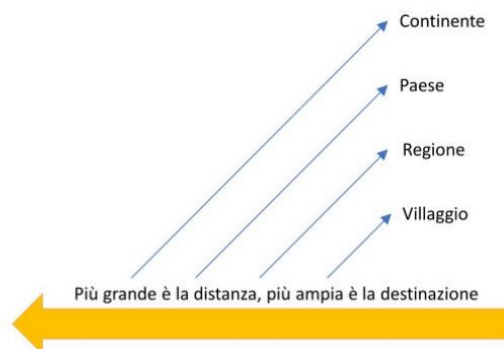 Continente
Paese
Regione
Villaggio
Più grande è la distanza, più ampia è la destinazione